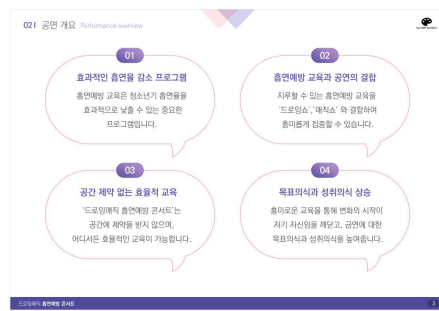 02 | 공연 개요 Performance overview
01
효과적인 흡연율 감소 프로그램
흡연예방 교육은 청소년기 흡연율을
효과적으로 낮출 수 있는 중요한
프로그램입니다.
02
흡연예방 교육과 공연의 결합
지루할 수 있는 흡연예방 교육을
'드로잉쇼', '매직쇼' 와 결합하여
흥미롭게 집중할 수 있습니다.
03
공간 제약 없는 효율적 교육
'드로잉매직 흡연예방 콘서트'는
공간에 제약을 받지 않으며,
어디서든 효율적인 교육이 가능합니다.
04
목표의식과 성취의식 상승
흥미로운 교육을 통해 변화의 시작이
자기 자신임을 깨닫고, 금연에 대한
목표의식과 성취의식을 높여줍니다.
드로잉매직 흡연예방 콘서트
3